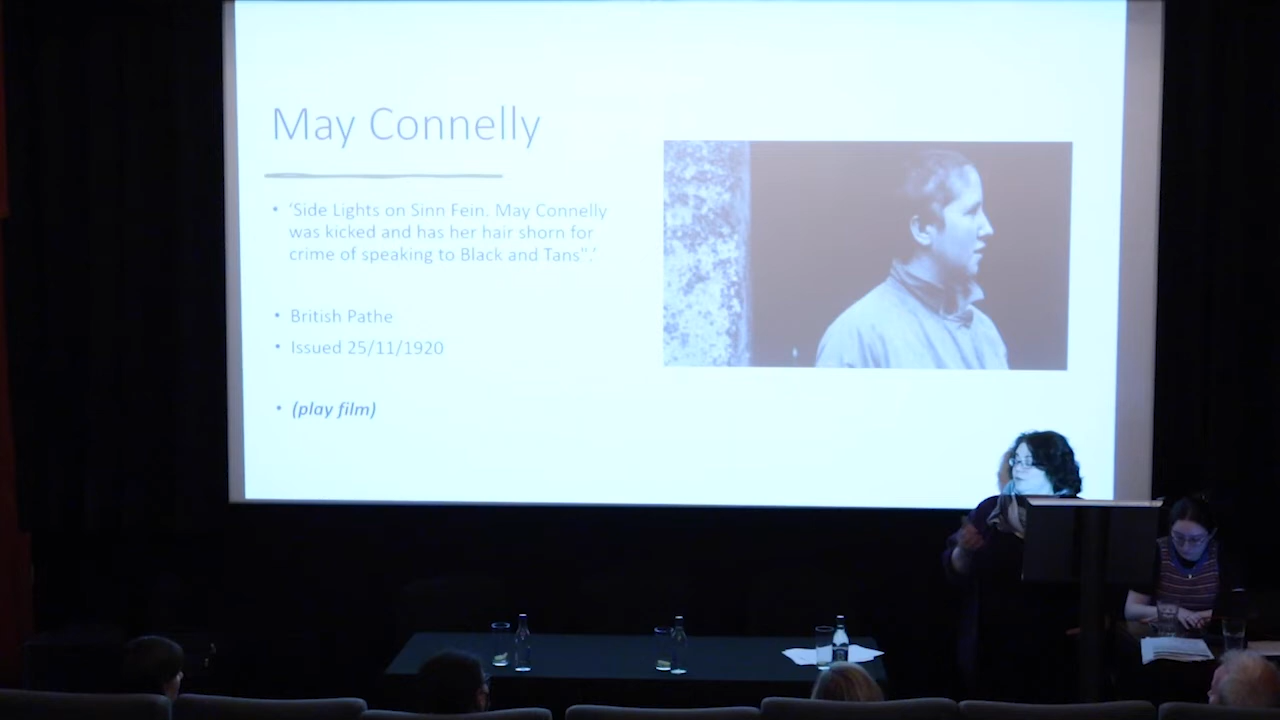 May Connelly
• ‘Side Lights on Sinn Fein. May Connelly
was kicked and has her hair shorn for
crime of speaking to Black and Tans”.’
• British Pathe
• Issued 25/11/1920
• (play film)